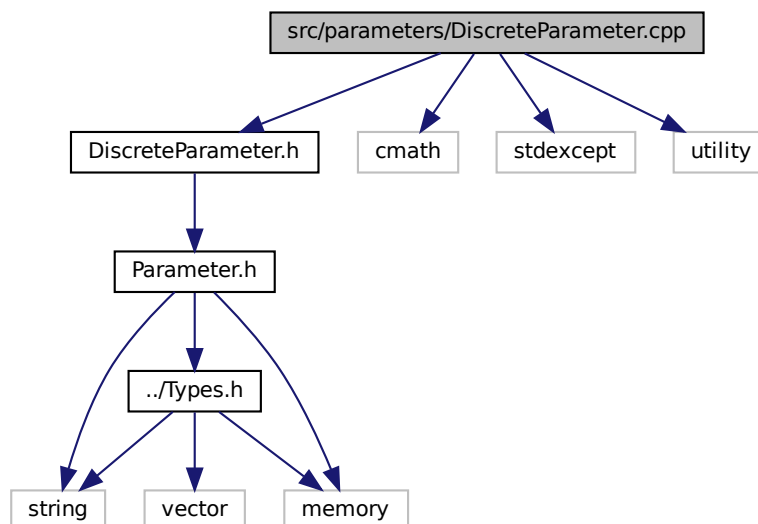 src/parameters/DiscreteParameter.cpp
DiscreteParameter.h
cmath
stdexcept
utility
Parameter.h
../Types.h
string
vector
memory